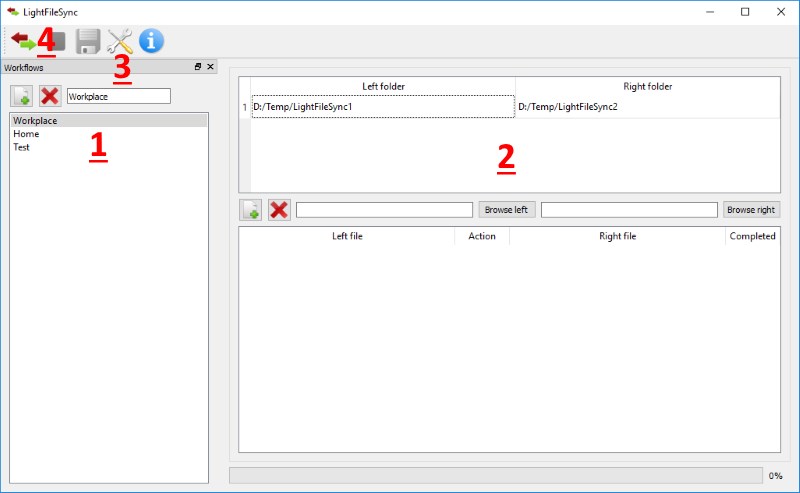 LightFileSync
4
3
Workflows
Workplace
Workplace
Home
Test
1
Left folder Right folder
1 D:/Temp/LightFileSync1 D:/Temp/LightFileSync2
2
Browse left Browse right
Left file Action Right file Completed
0%